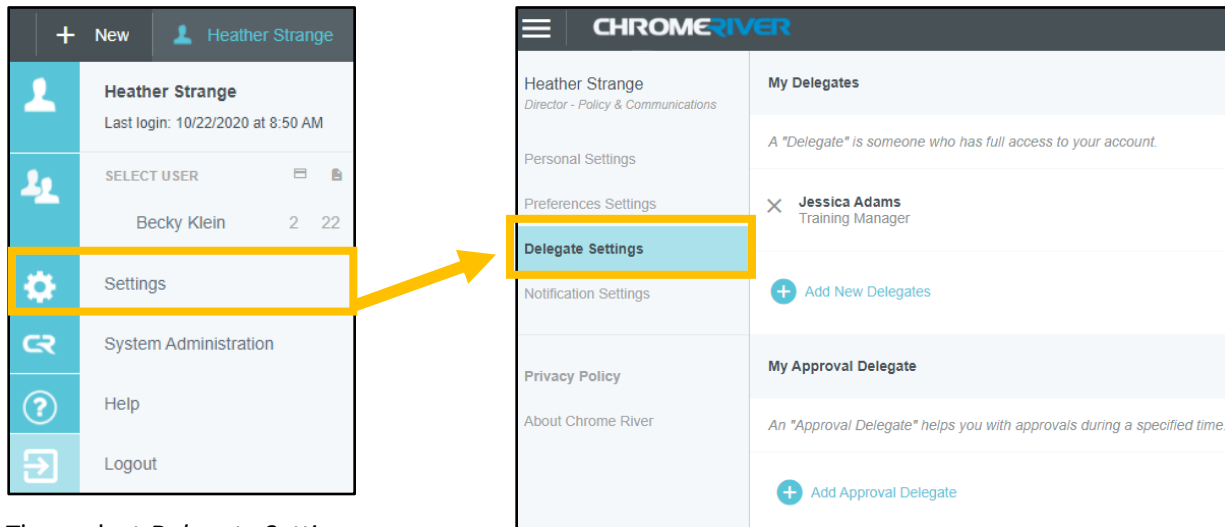 + New Heather Strange
Heather Strange
Last login: 10/22/2020 at 8:50 AM
SELECT USER
Becky Klein 2 22
Settings
CR System Administration
? Help
Logout
CHROMERIVER
Heather Strange
Director - Policy & Communications
Personal Settings
Preferences Settings
Delegate Settings
Notification Settings
Privacy Policy
About Chrome River
My Delegates
A "Delegate" is someone who has full access to your account.
Jessica Adams
Training Manager
Add New Delegates
My Approval Delegate
An "Approval Delegate" helps you with approvals during a specified time.
Add Approval Delegate